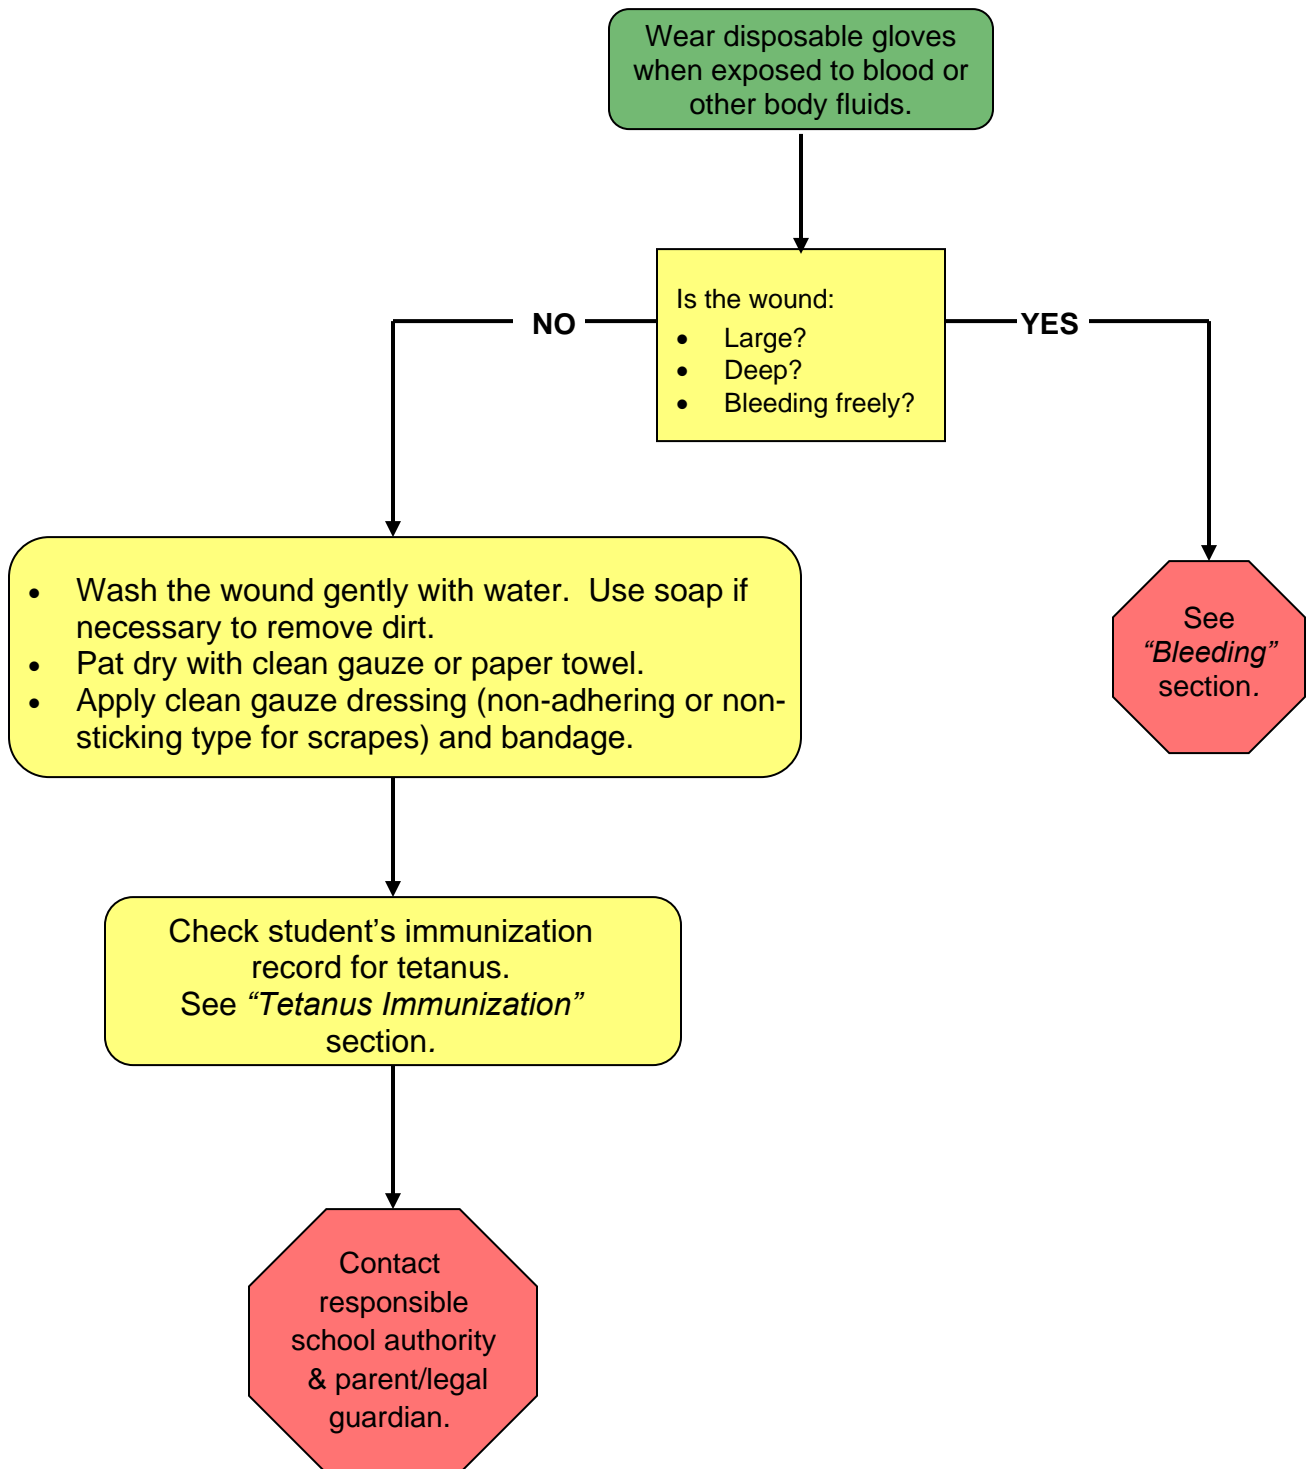 Wear disposable gloves
when exposed to blood or
other body fluids.
Is the wound:
• Large?
• Deep?
• Bleeding freely?
NO
YES
• Wash the wound gently with water.  Use soap if
necessary to remove dirt.
• Pat dry with clean gauze or paper towel.
• Apply clean gauze dressing (non-adhering or non-
sticking type for scrapes) and bandage.
See
“Bleeding”
section.
Check student’s immunization
record for tetanus.
See “Tetanus Immunization”
section.
Contact
responsible
school authority
& parent/legal
guardian.